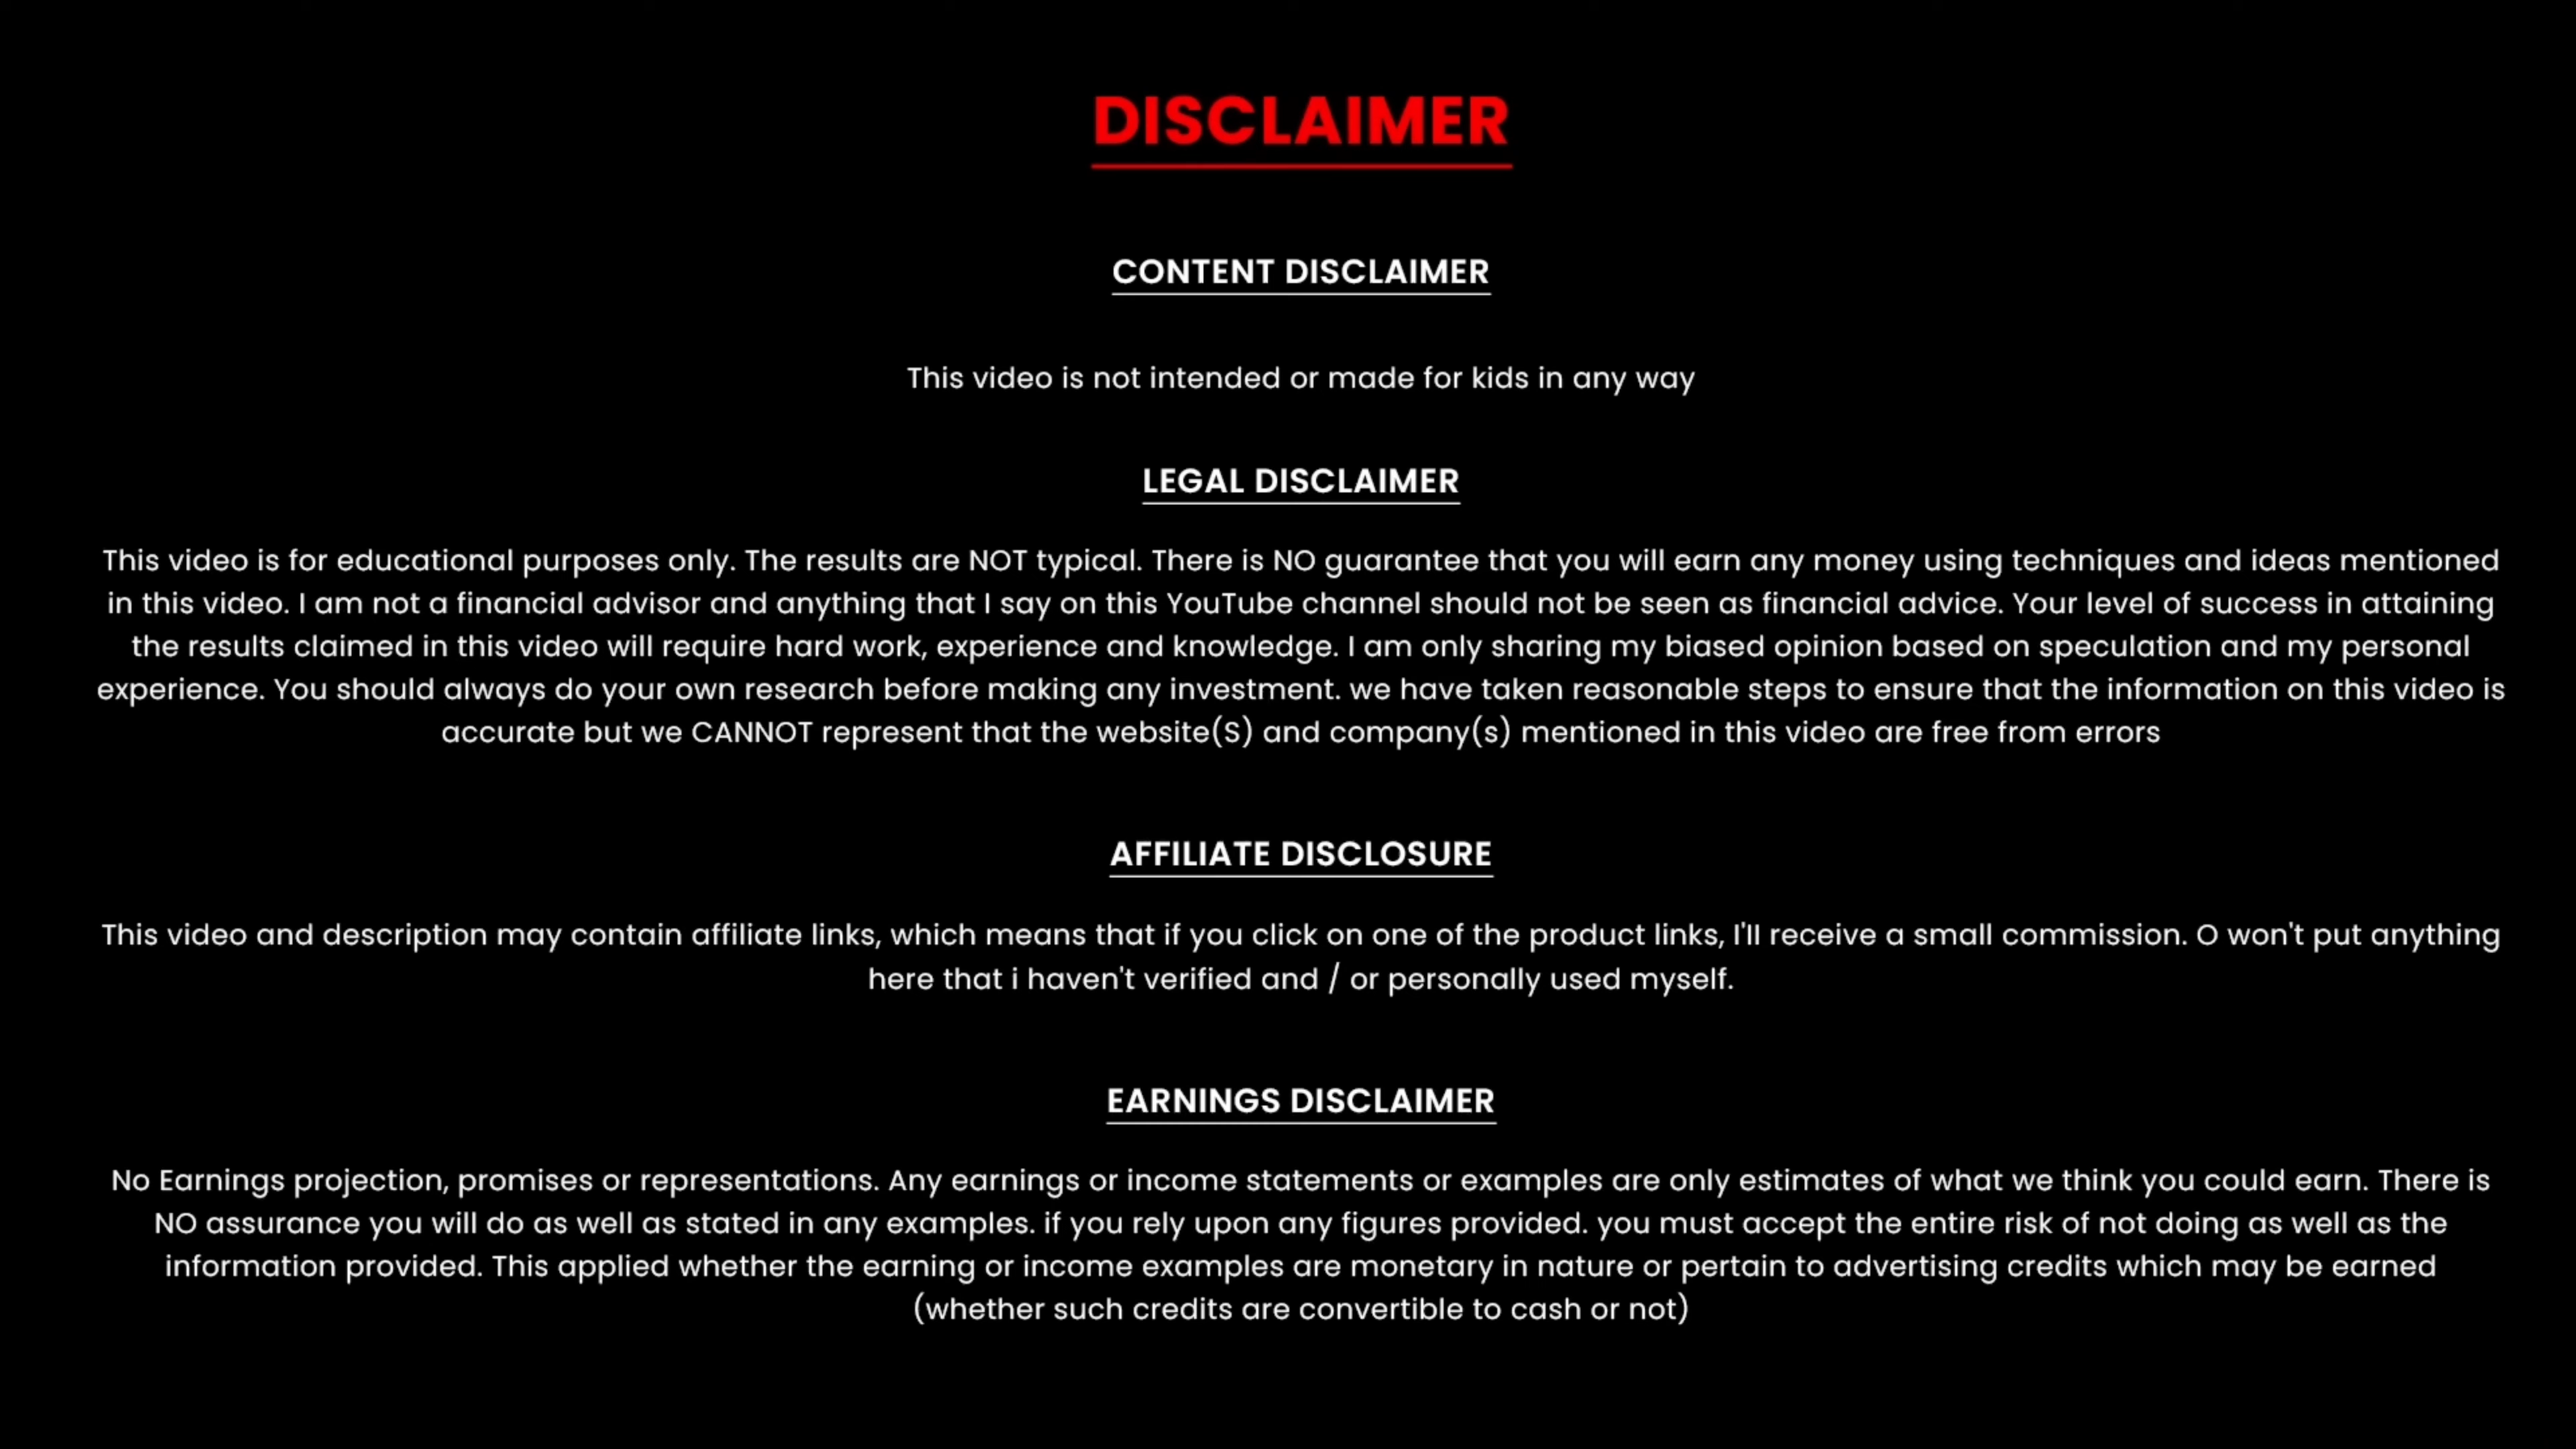 DISCLAIMER
CONTENT DISCLAIMER
This video is not intended or made for kids in any way
LEGAL DISCLAIMER
This video is for educational purposes only. The results are NOT typical. There is NO guarantee that you will earn any money using techniques and ideas mentioned
in this video. I am not a financial advisor and anything that I say on this YouTube channel should not be seen as financial advice. Your level of success in attaining
the results claimed in this video will require hard work, experience and knowledge. I am only sharing my biased opinion based on speculation and my personal
experience. You should always do your own research before making any investment. we have taken reasonable steps to ensure that the information on this video is
accurate but we CANNOT represent that the website(S) and company(s) mentioned in this video are free from errors
AFFILIATE DISCLOSURE
This video and description may contain affiliate links, which means that if you click on one of the product links, I'll receive a small commission. O won't put anything
here that i haven't verified and / or personally used myself.
EARNINGS DISCLAIMER
No Earnings projection, promises or representations. Any earnings or income statements or examples are only estimates of what we think you could earn. There is
NO assurance you will do as well as stated in any examples. if you rely upon any figures provided. you must accept the entire risk of not doing as well as the
information provided. This applied whether the earning or income examples are monetary in nature or pertain to advertising credits which may be earned
(whether such credits are convertible to cash or not)